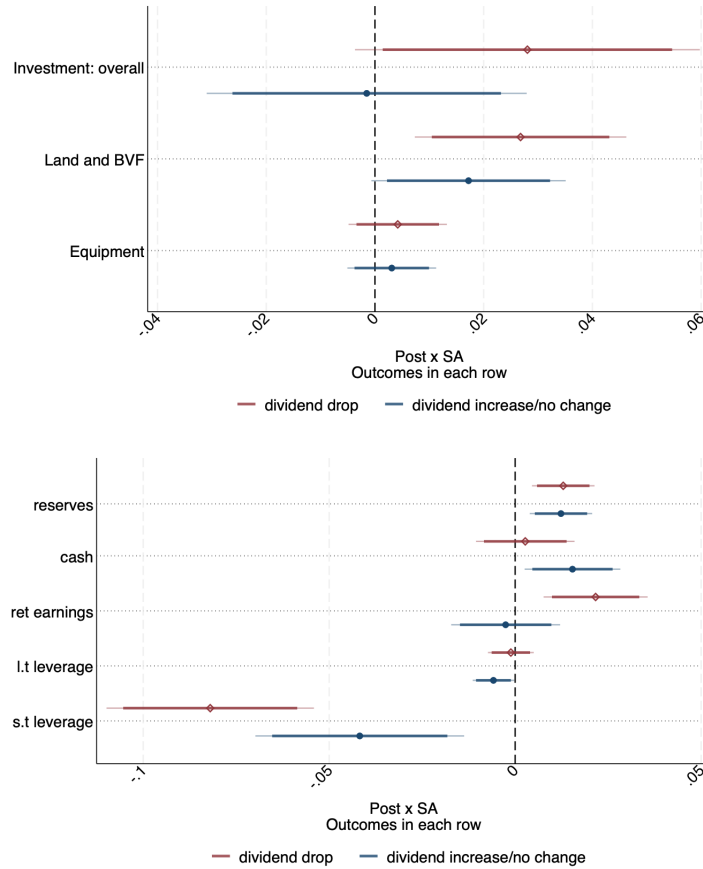 Investment: overall
Land and BVF
Equipment
-.04
-.02
0
.02
.04
.06
Post x SA
Outcomes in each row
dividend drop
dividend increase/no change
reserves
cash
ret earnings
l.t leverage
s.t leverage
-.1
-.05
0
.05
Post x SA
Outcomes in each row
dividend drop
dividend increase/no change